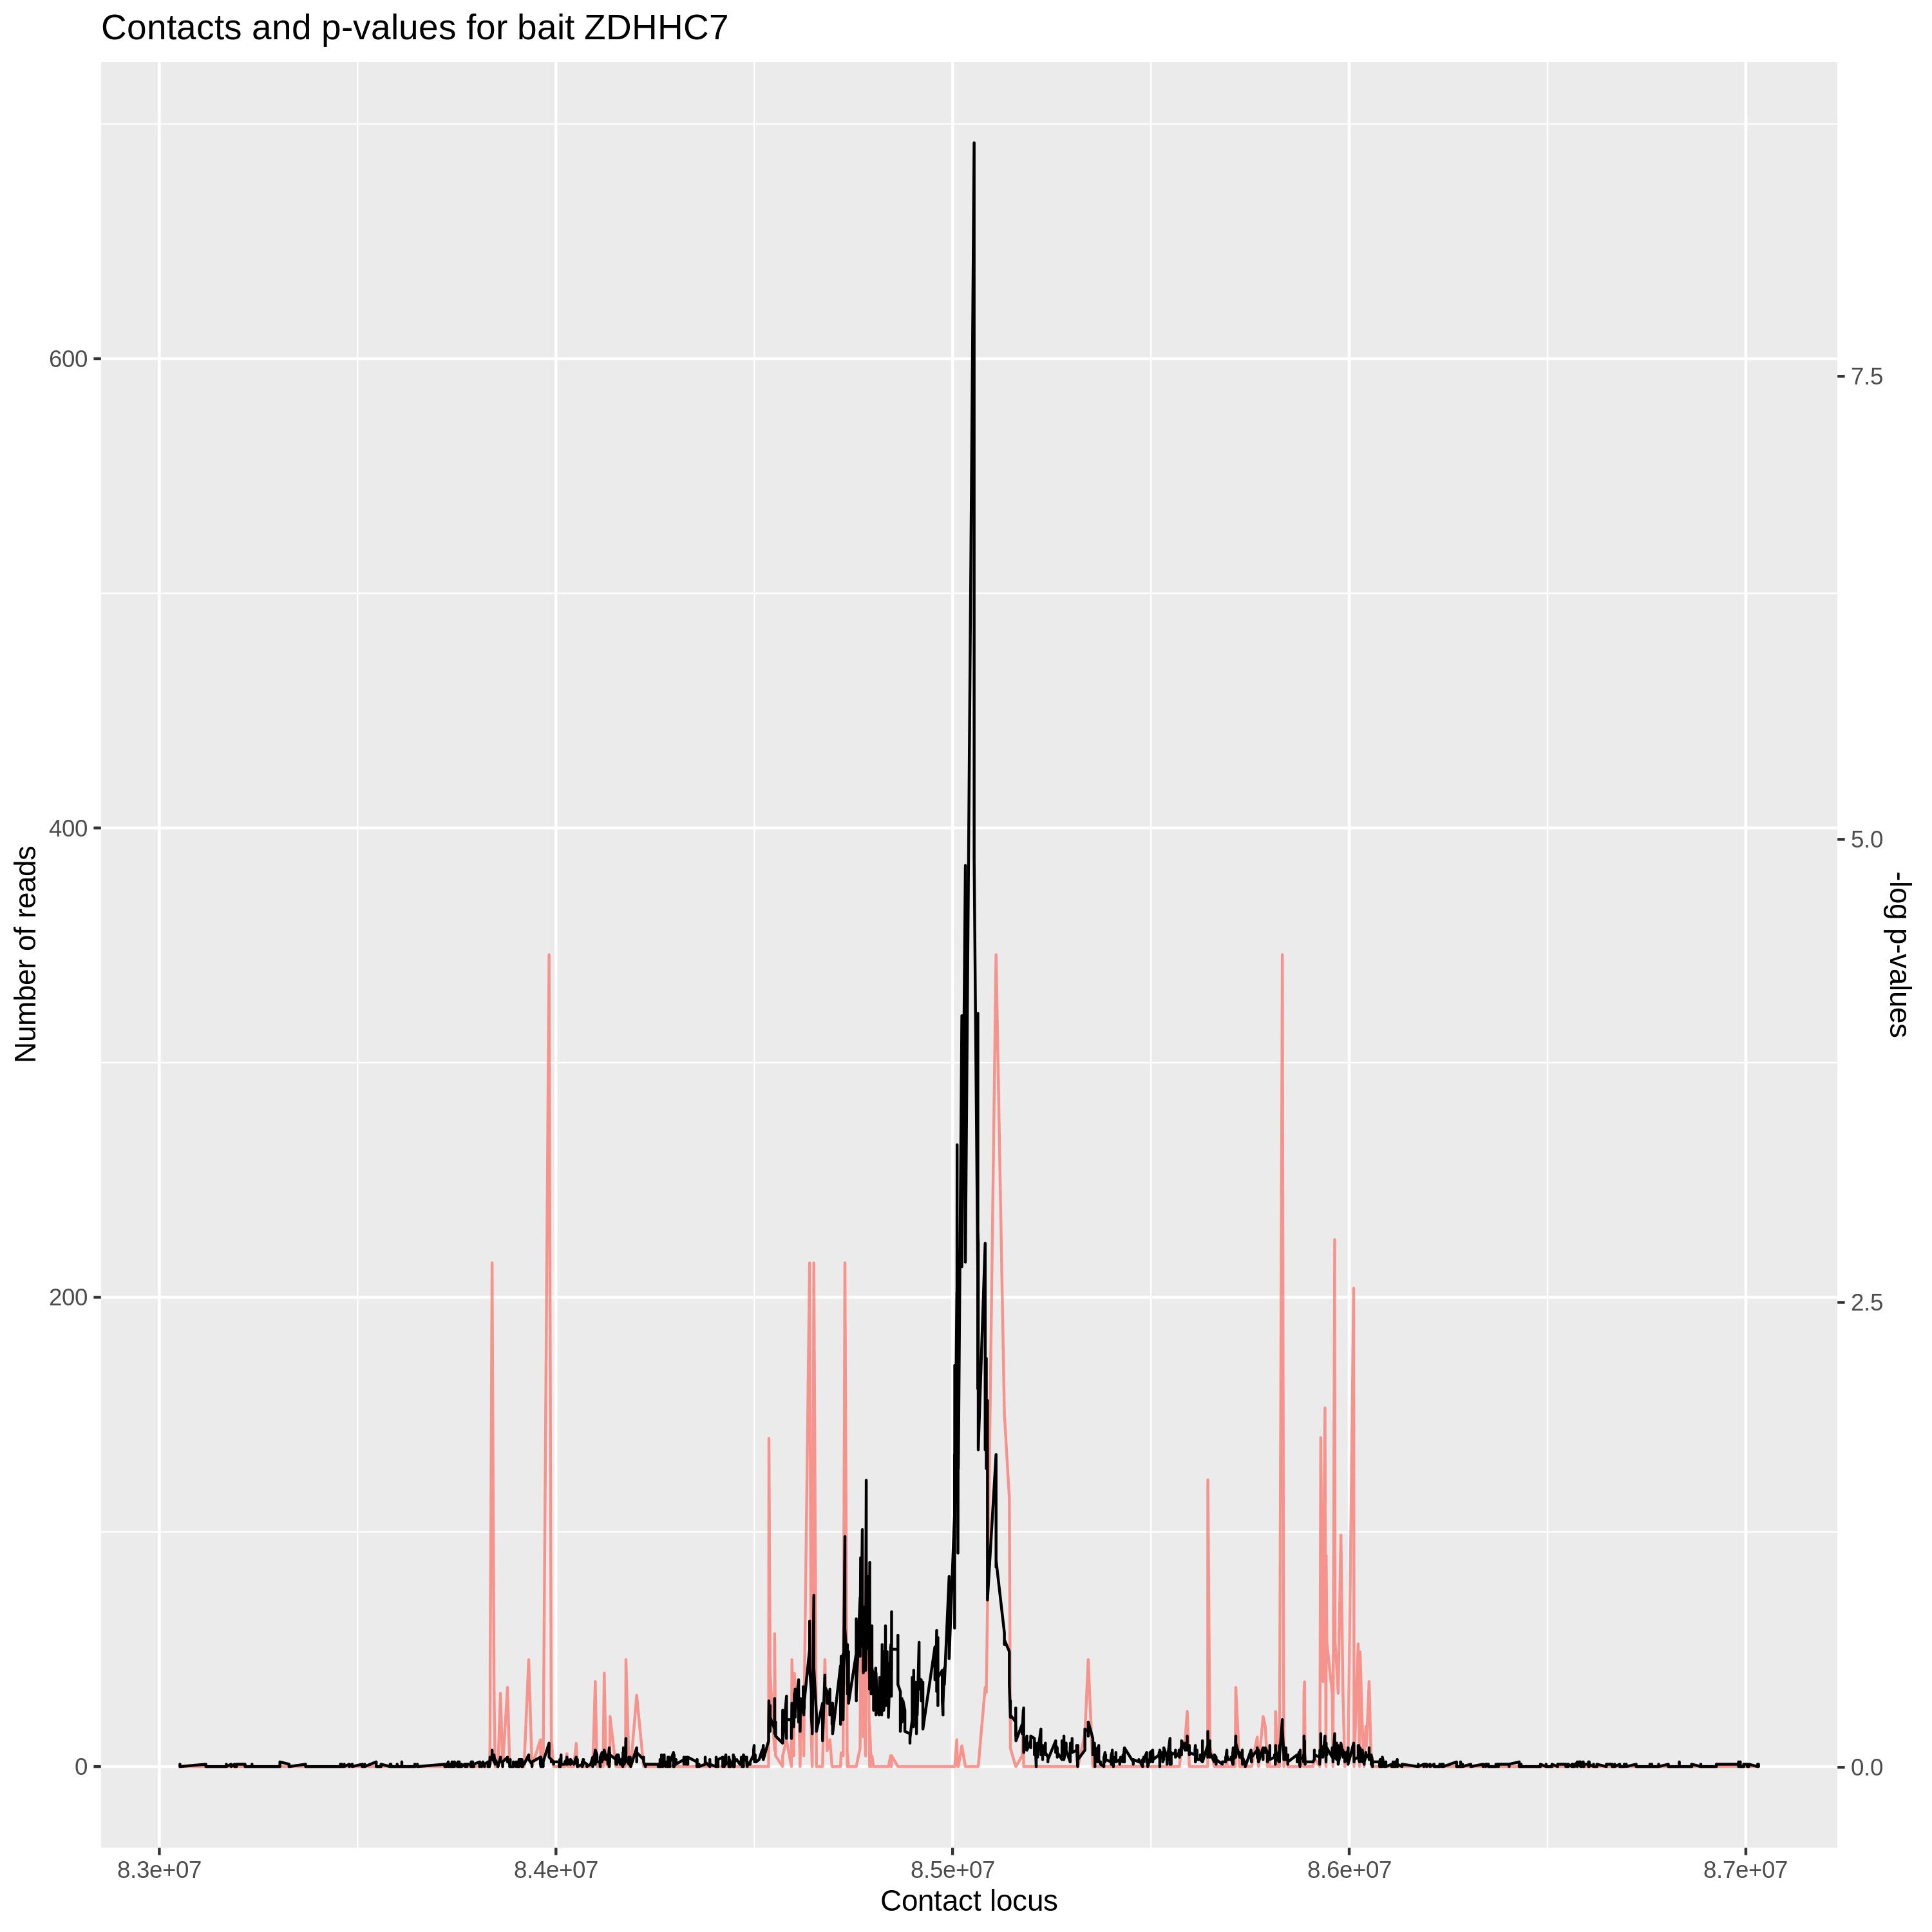 Contacts and p-values for bait ZDHHC7
600
400
200
0
Number of reads
7.5
5.0
2.5
0.0
-log p-values
8.3e+07
8.4e+07
8.5e+07
8.6e+07
8.7e+07
Contact locus